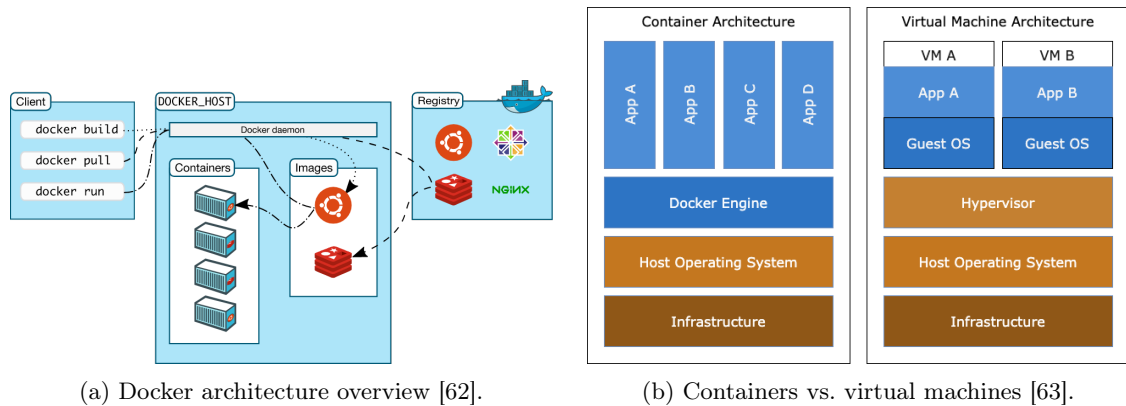 Client
docker build
docker pull
docker run
DOCKER_HOST
Docker daemon
Containers
Images
Registry
NGINX
(a) Docker architecture overview [62].
Container Architecture
App A
App B
App C
App D
Docker Engine
Host Operating System
Infrastructure
Virtual Machine Architecture
VM A
VM B
App A
App B
Guest OS
Guest OS
Hypervisor
Host Operating System
Infrastructure
(b) Containers vs. virtual machines [63].